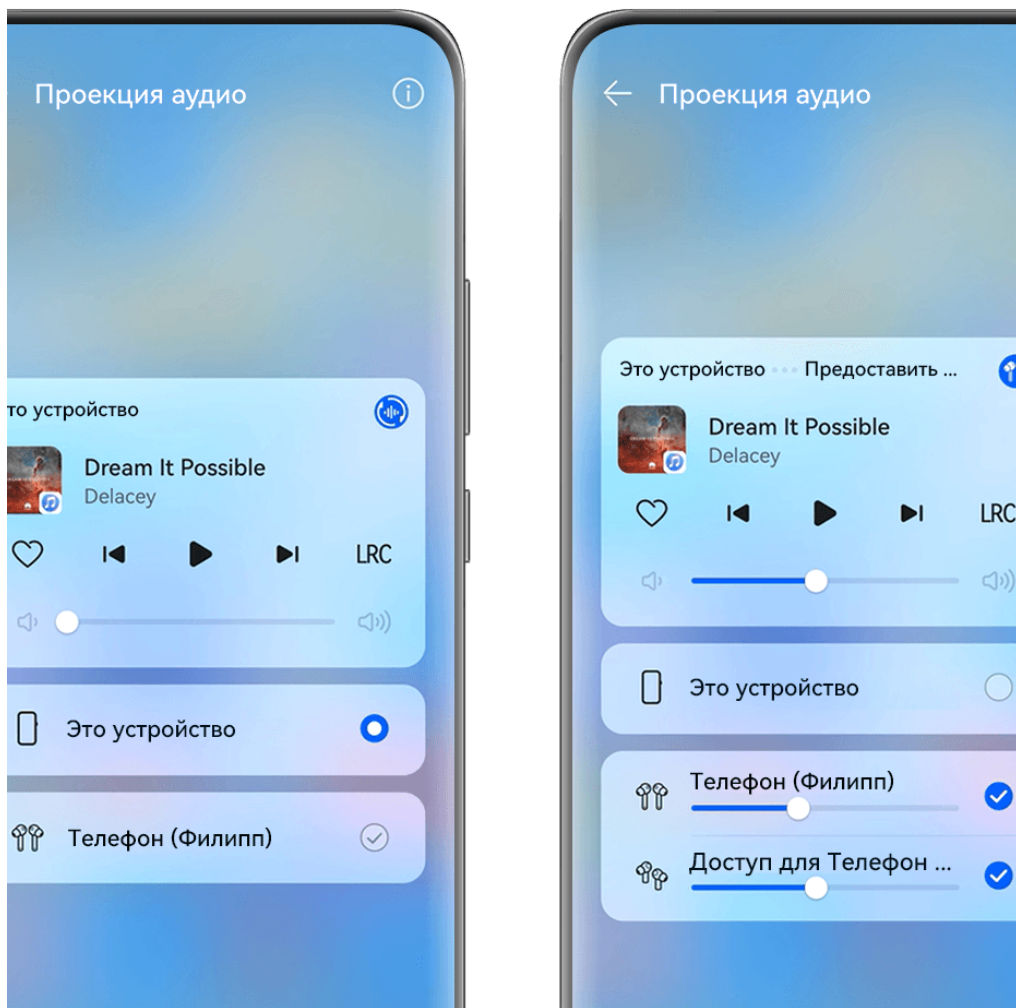 Проекция аудио
то устройство
Dream It Possible
Delacey
LRC
Это устройство
Телефон (Филипп)
Проекция аудио
Это устройство ··· Предоставить ...
Dream It Possible
Delacey
LRC
Это устройство
Телефон (Филипп)
Доступ для Телефон ...